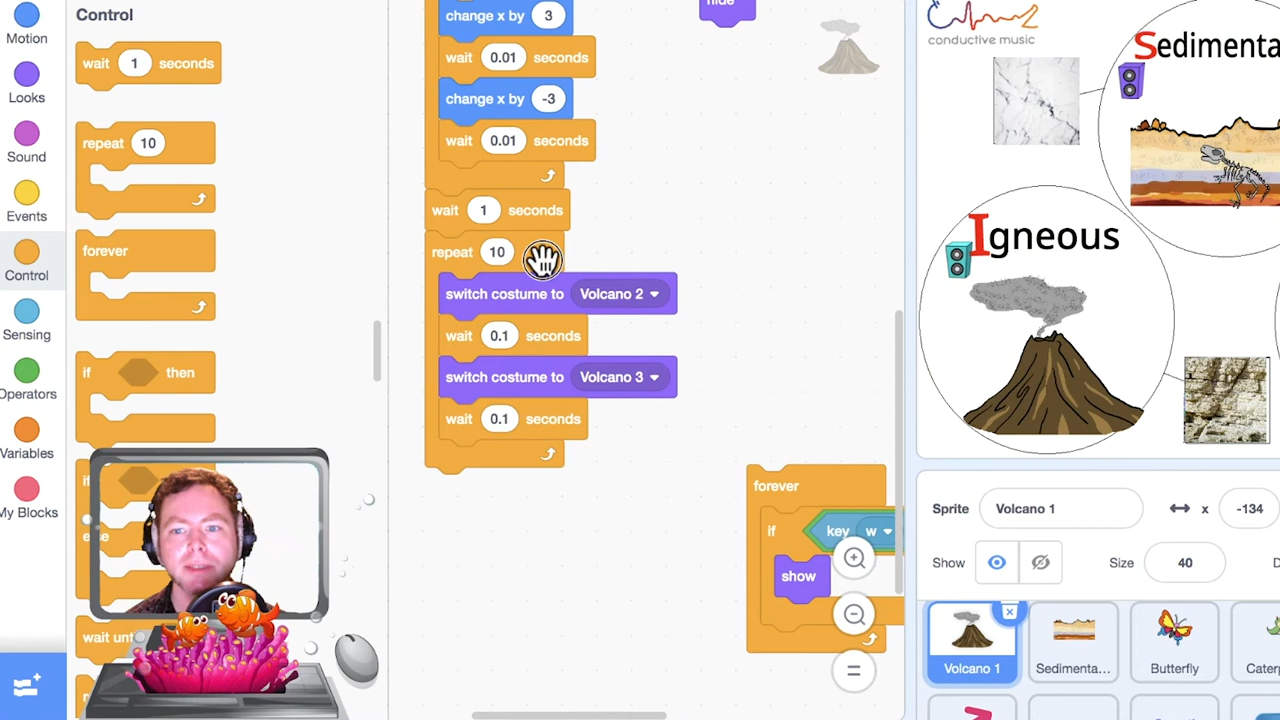 Control
Motion
Looks
Sound
Events
Control
Sensing
Operators
Variables
My Blocks
wait 1 seconds
repeat 10
forever
if then
else
wait unt
change x by 3
wait 0.01 seconds
change x by -3
wait 0.01 seconds
wait 1 seconds
repeat 10
switch costume to Volcano 2
wait 0.1 seconds
switch costume to Volcano 3
wait 0.1 seconds
hide
forever
if key w
show
conductive music
Sedimenta
Igneous
Sprite Volcano 1 x -134
Show Size 40 D
Volcano 1
Sedimenta...
Butterfly
Cater